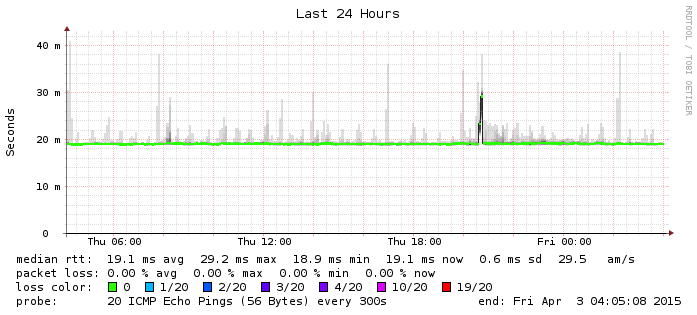 Last 24 Hours
RRDTOOL / TOBI OETIKER
Seconds
40 m
30 m
20 m
10 m
0
Thu 06:00 Thu 12:00 Thu 18:00 Fri 00:00
median rtt: 19.1 ms avg 29.2 ms max 18.9 ms min 19.1 ms now 0.6 ms sd 29.5 am/s
packet loss: 0.00 % avg 0.00 % max 0.00 % min 0.00 % now
loss color: 0 1/20 2/20 3/20 4/20 10/20 19/20
probe: 20 ICMP Echo Pings (56 Bytes) every 300s end: Fri Apr 3 04:05:08 2015